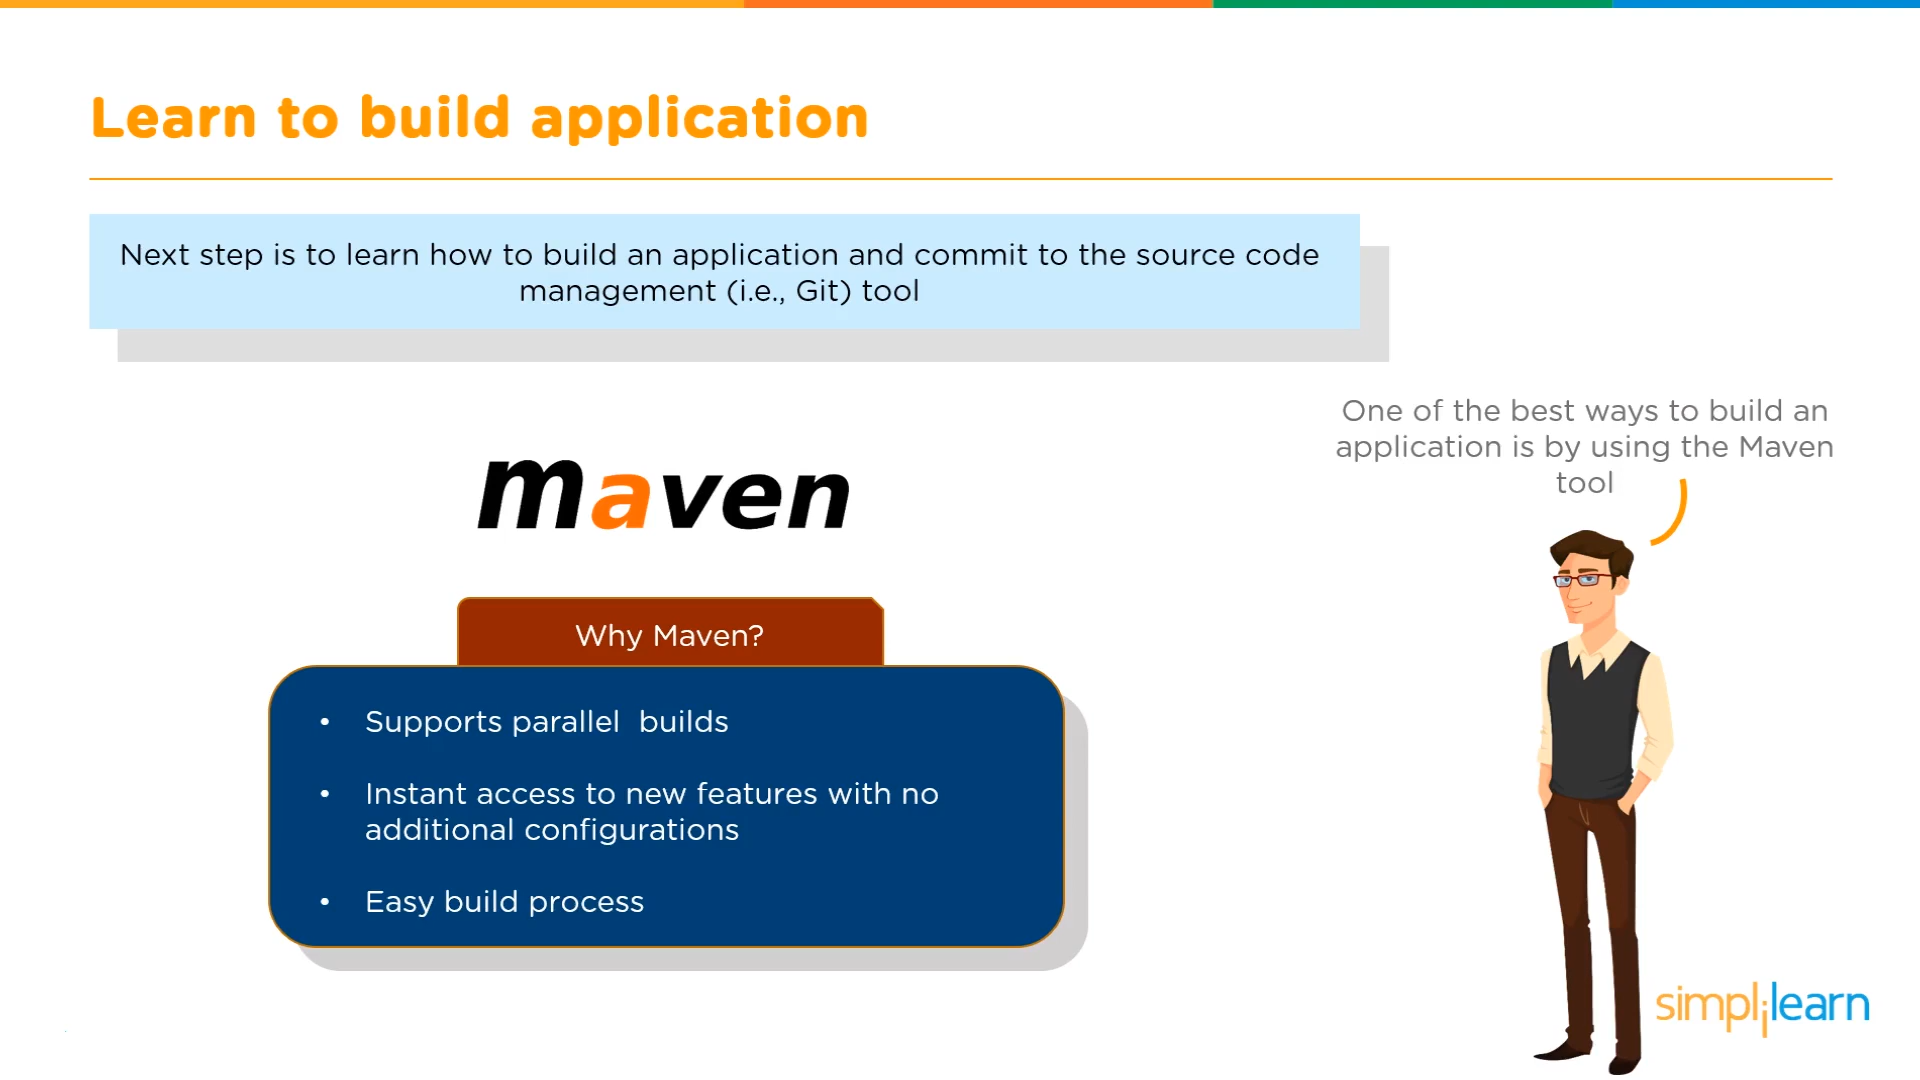 Learn to build application
Next step is to learn how to build an application and commit to the source code
management (i.e., Git) tool
One of the best ways to build an
application is by using the Maven
tool
maven
Why Maven?
• Supports parallel  builds
• Instant access to new features with no
additional configurations
• Easy build process
simplilearn